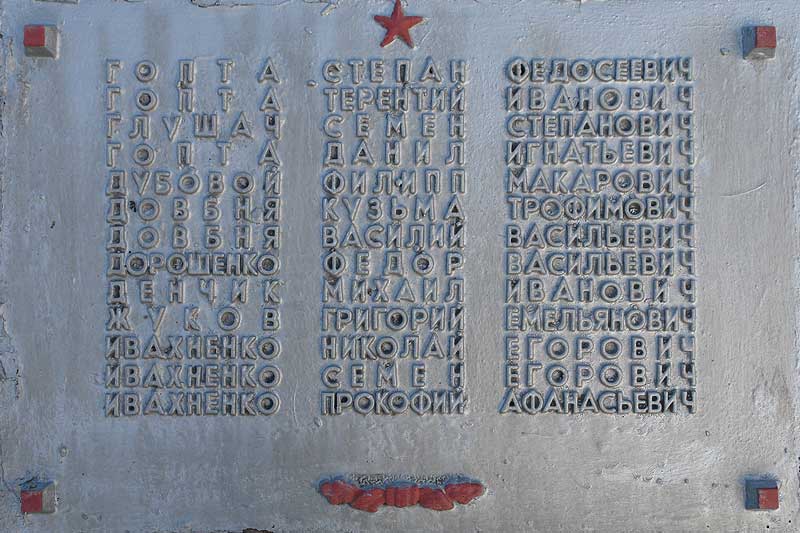 ГОПТА СТЕПАН ФЕДОСЕЕВИЧ
ГОПТА ТЕРЕНТИЙ ИВАНОВИЧ
ГЛУЩАЧ СЕМЕН СТЕПАНОВИЧ
ГОПТА ДАНИЛ ИГНАТЬЕВИЧ
ДУБОВОЙ ФИЛИПП МАКАРОВИЧ
ДОВБНЯ КУЗЬМА ТРОФИМОВИЧ
ДОВБНЯ ВАСИЛИЙ ВАСИЛЬЕВИЧ
ДОРОШЕНКО ФЕДОР ВАСИЛЬЕВИЧ
ДЕНЧИК МИХАИЛ ИВАНОВИЧ
ЖУКОВ ГРИГОРИЙ ЕМЕЛЬЯНОВИЧ
ИВАХНЕНКО НИКОЛАЙ ЕГОРОВИЧ
ИВАХНЕНКО СЕМЕН ЕГОРОВИЧ
ИВАХНЕНКО ПРОКОФИЙ АФАНАСЬЕВИЧ